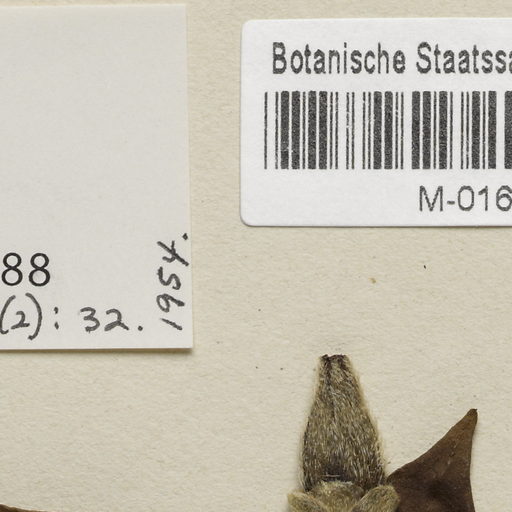 88
(2): 32. 1954.
Botanische Staatssa
M-016